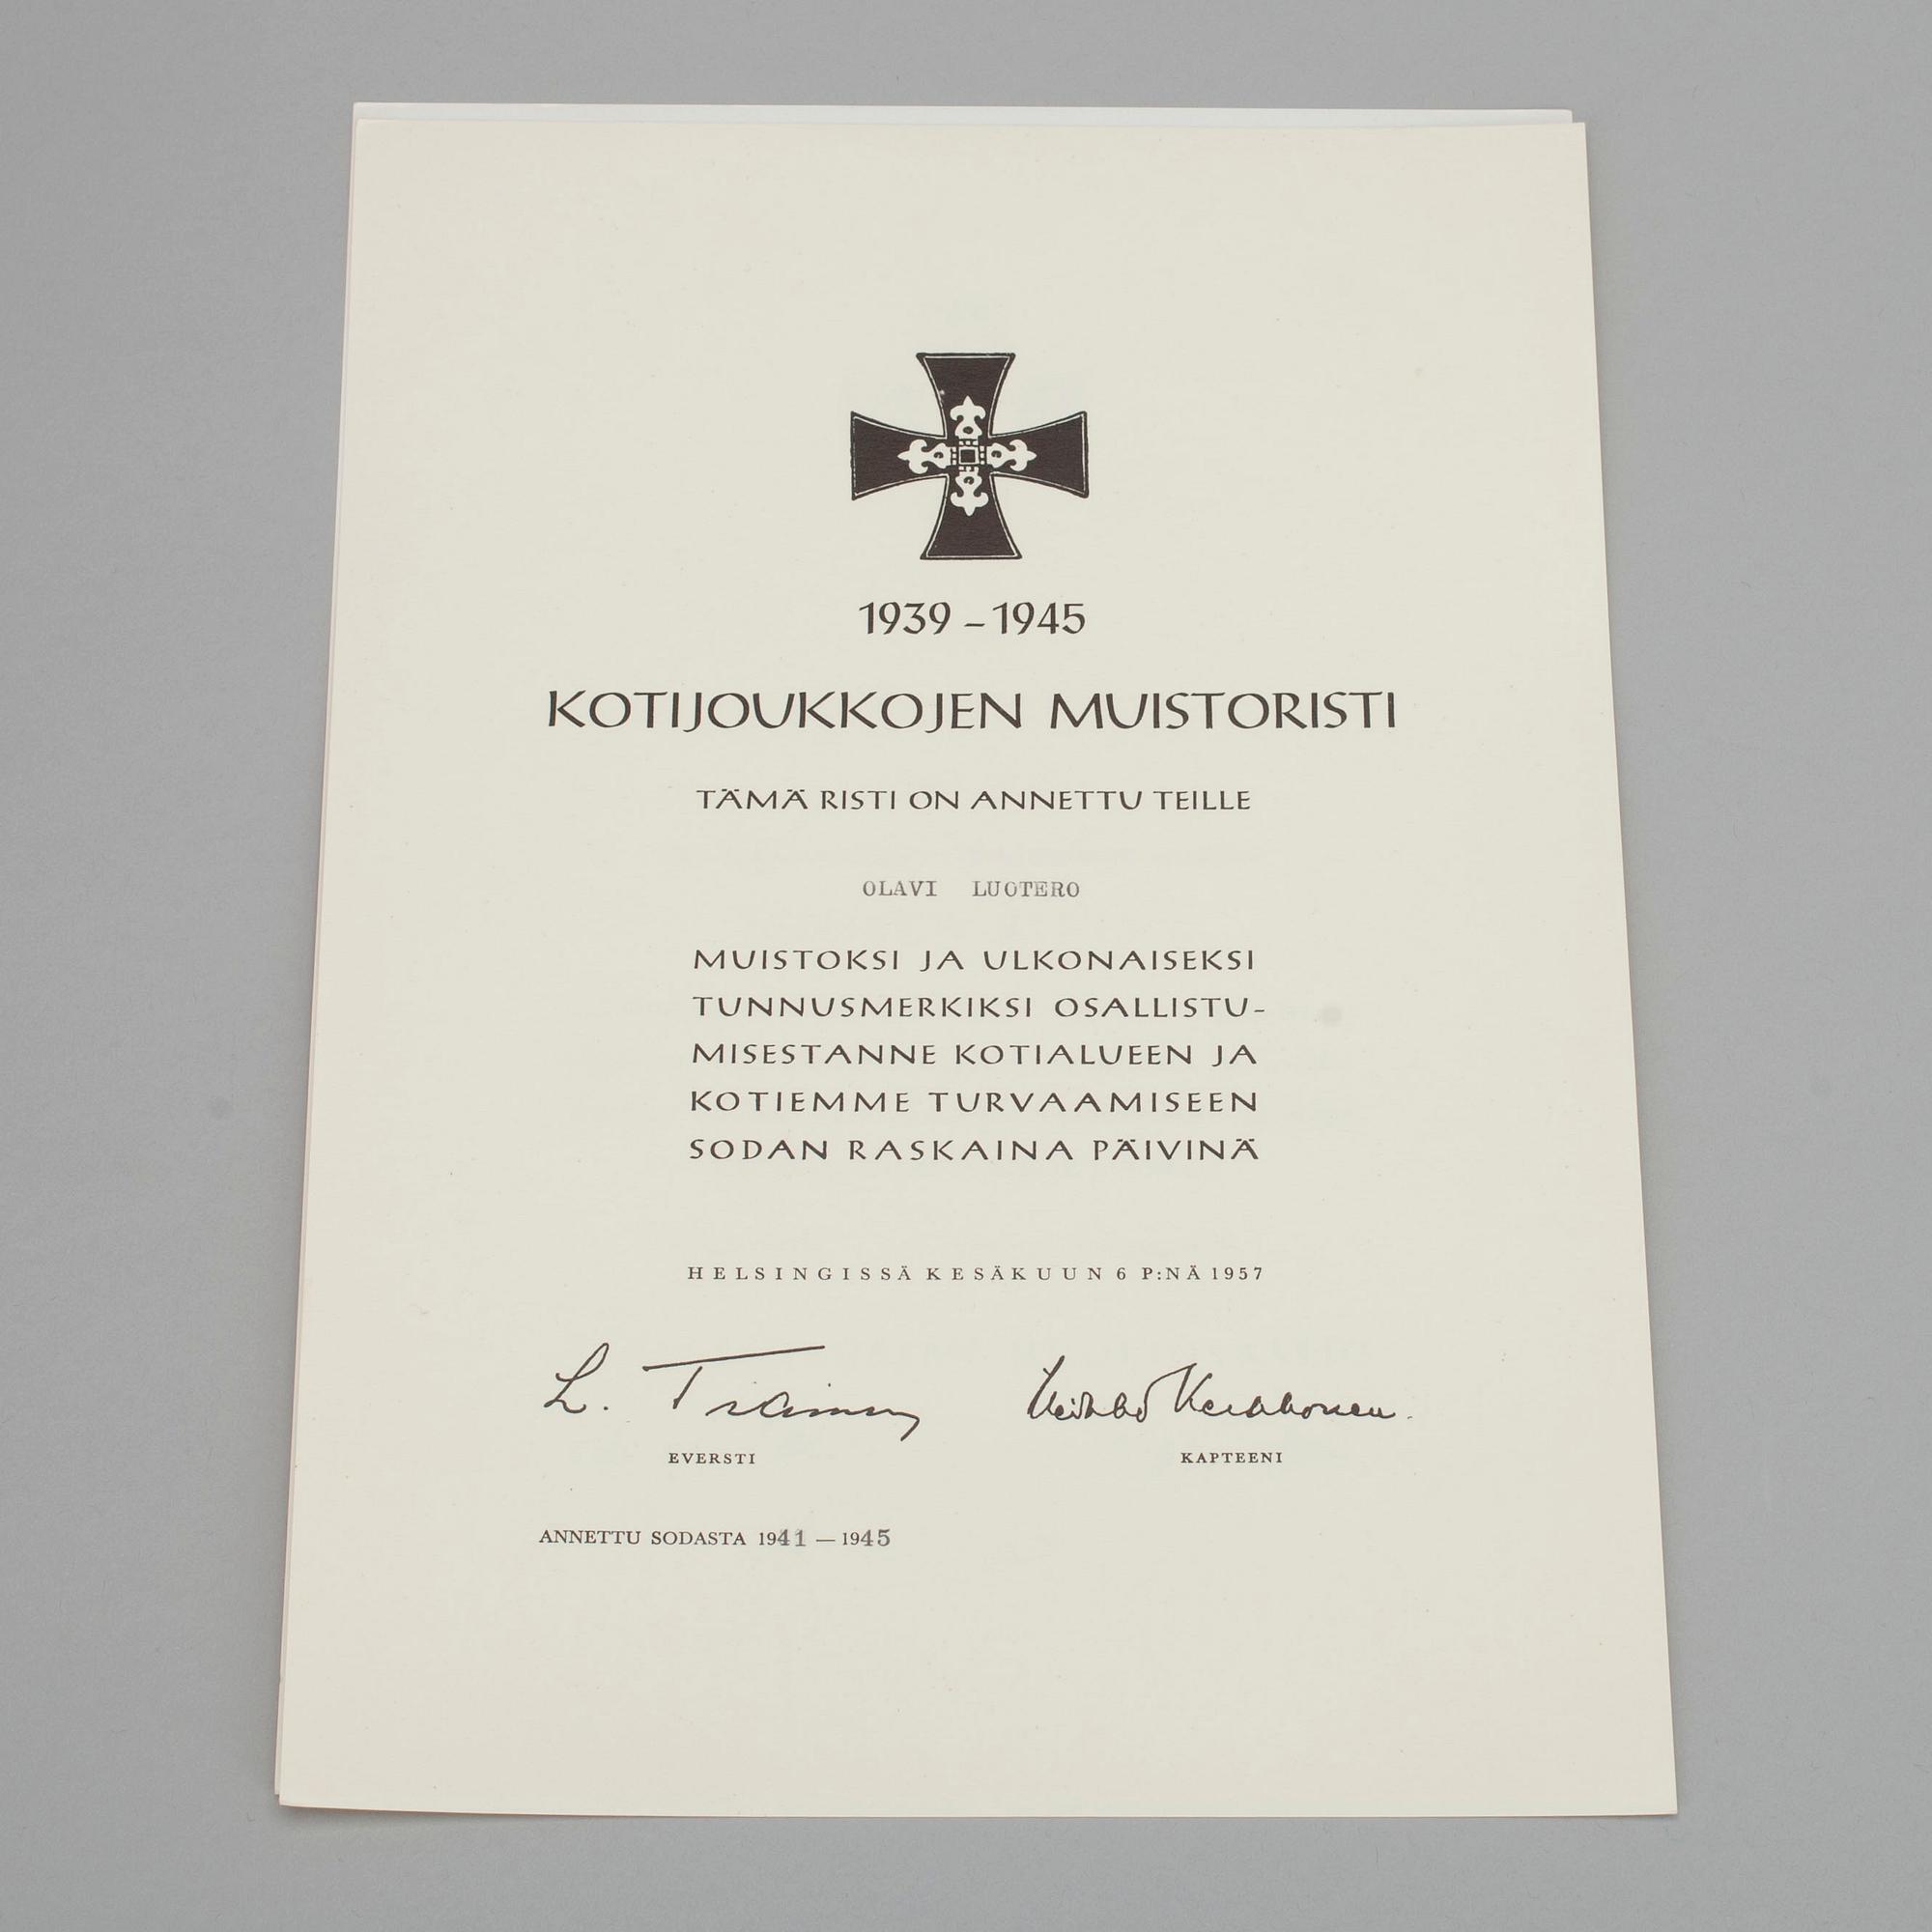 1939 – 1945
KOTIJOUKKOJEN MUISTORISTI
TÄMÄ RISTI ON ANNETTU TEILLE
OLAVI LUOTERO
MUISTOKSI JA ULKONAISEKSI
TUNNUSMERKIKSI OSALLISTU-
MISESTANNE KOTIALUEEN JA
KOTIEMME TURVAAMISEEN
SODAN RASKAINA PÄIVINÄ
HELSINGISSÄ KESÄKUUN 6 P:NÄ 1957
L.
EVERSTI KAPTEENI
ANNETTU SODASTA 1941 — 1945